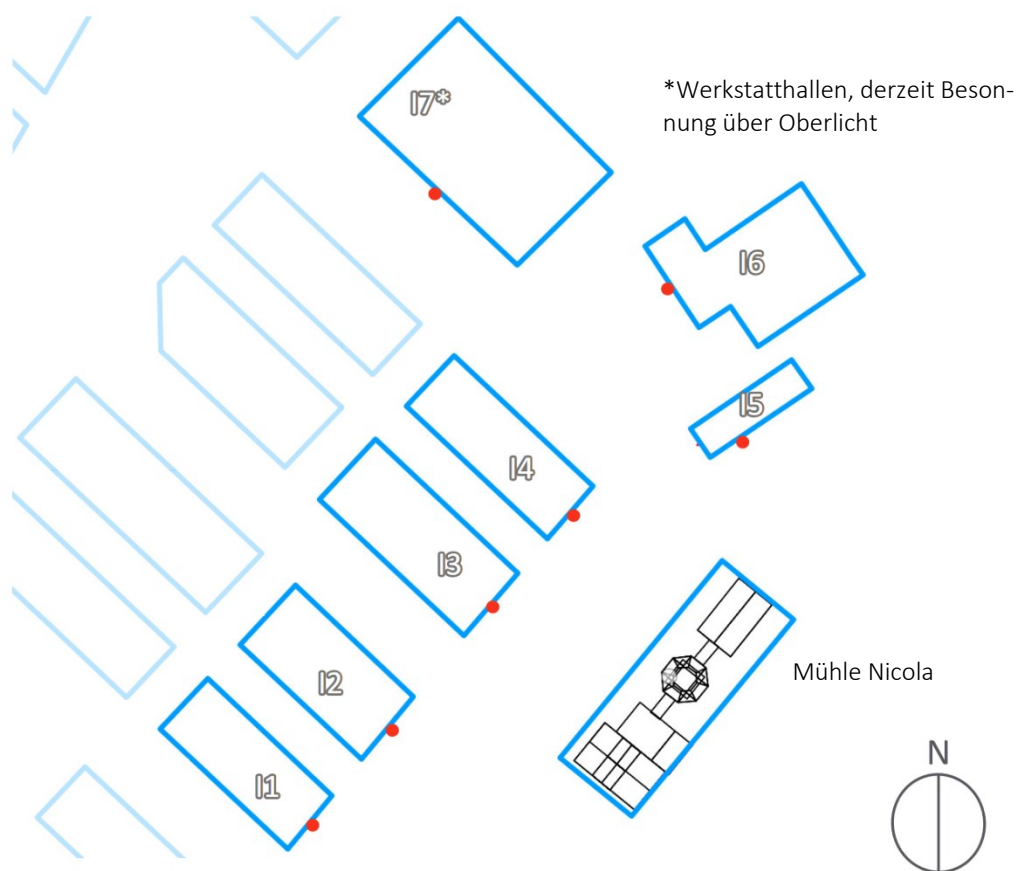 I7*
*Werkstatthallen, derzeit Beson-
nung über Oberlicht
I6
I5
I4
I3
Mühle Nicola
I2
N
I1